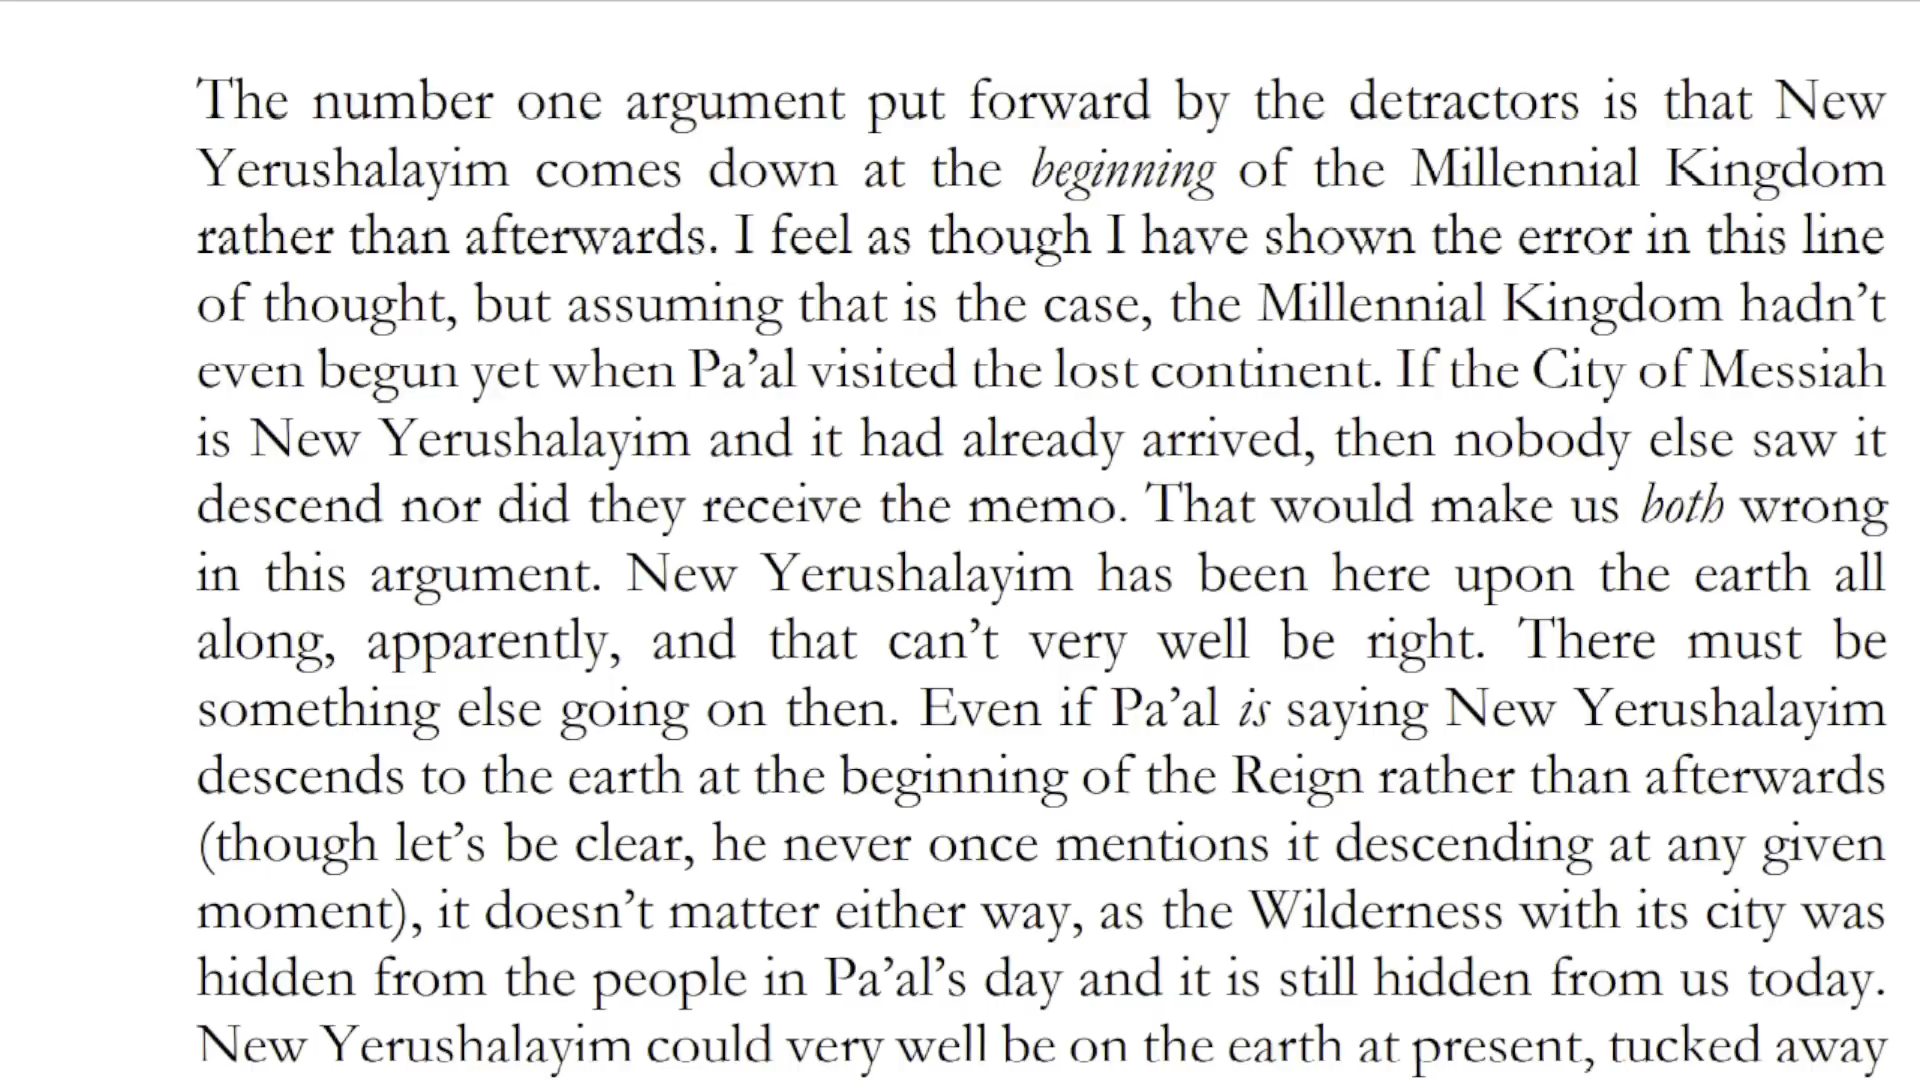 The number one argument put forward by the detractors is that New
Yerushalayim comes down at the beginning of the Millennial Kingdom
rather than afterwards. I feel as though I have shown the error in this line
of thought, but assuming that is the case, the Millennial Kingdom hadn’t
even begun yet when Pa’al visited the lost continent. If the City of Messiah
is New Yerushalayim and it had already arrived, then nobody else saw it
descend nor did they receive the memo. That would make us both wrong
in this argument. New Yerushalayim has been here upon the earth all
along, apparently, and that can’t very well be right. There must be
something else going on then. Even if Pa’al is saying New Yerushalayim
descends to the earth at the beginning of the Reign rather than afterwards
(though let’s be clear, he never once mentions it descending at any given
moment), it doesn’t matter either way, as the Wilderness with its city was
hidden from the people in Pa’al’s day and it is still hidden from us today.
New Yerushalayim could very well be on the earth at present, tucked away